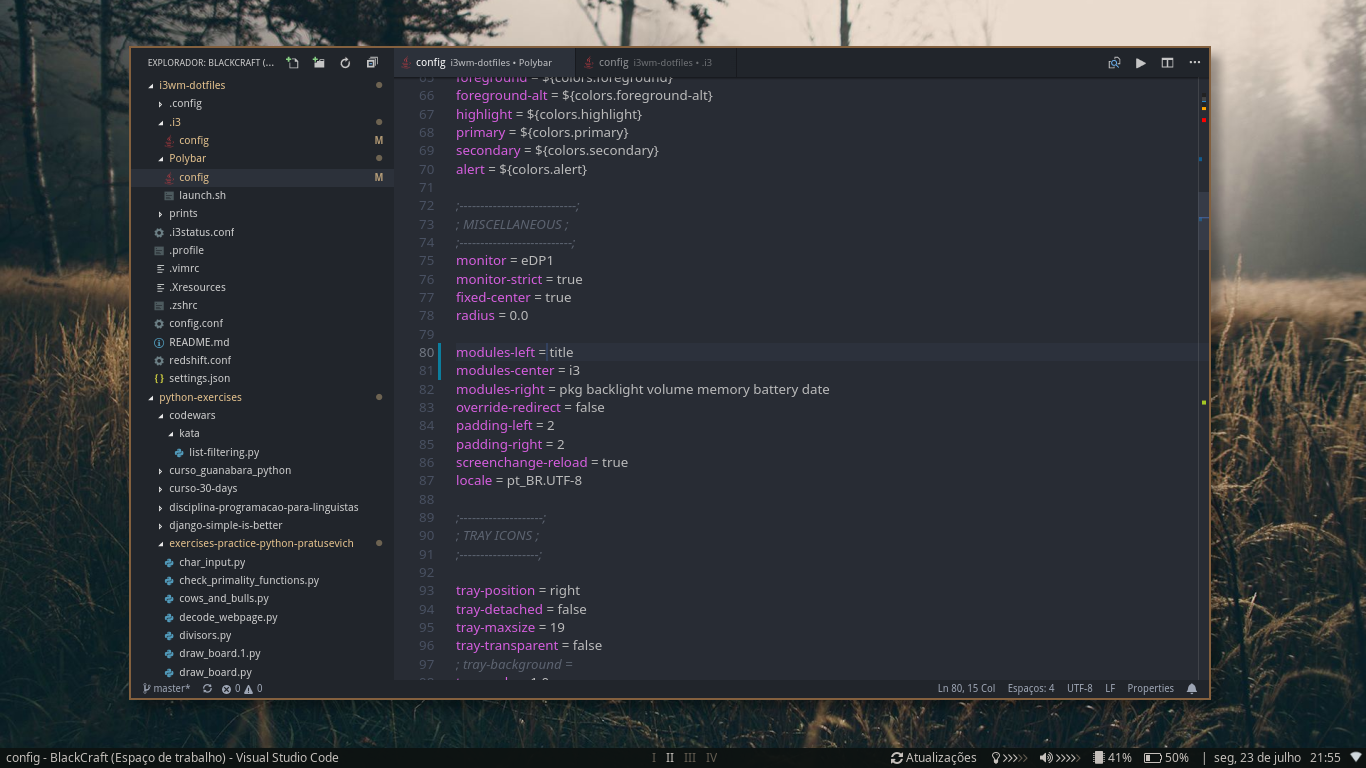 EXPLORADOR: BLACKCRAFT (...
i3wm-dotfiles
.config
.i3
config M
Polybar
config M
launch.sh
prints
.i3status.conf
.profile
.vimrc
.Xresources
.zshrc
config.conf
README.md
redshift.conf
{ } settings.json
python-exercises
codewars
kata
list-filtering.py
curso_guanabara_python
curso-30-days
disciplina-programacao-para-linguistas
django-simple-is-better
exercises-practice-python-pratusevich
char_input.py
check_primality_functions.py
cows_and_bulls.py
decode_webpage.py
divisors.py
draw_board.1.py
draw_board.py
config i3wm-dotfiles • Polybar
config i3wm-dotfiles • .i3
65 foreground = ${colors.foreground}
66 foreground-alt = ${colors.foreground-alt}
67 highlight = ${colors.highlight}
68 primary = ${colors.primary}
69 secondary = ${colors.secondary}
70 alert = ${colors.alert}
71
72 ;----------------------------;
73 ; MISCELLANEOUS ;
74 ;---------------------------;
75 monitor = eDP1
76 monitor-strict = true
77 fixed-center = true
78 radius = 0.0
79
80 modules-left = title
81 modules-center = i3
82 modules-right = pkg backlight volume memory battery date
83 override-redirect = false
84 padding-left = 2
85 padding-right = 2
86 screenchange-reload = true
87 locale = pt_BR.UTF-8
88
89 ;--------------------;
90 ; TRAY ICONS ;
91 ;-------------------;
92
93 tray-position = right
94 tray-detached = false
95 tray-maxsize = 19
96 tray-transparent = false
97 ; tray-background =
master* 0 0
Ln 80, 15 Col Espaços: 4 UTF-8 LF Properties
config - BlackCraft (Espaço de trabalho) - Visual Studio Code
I II III IV
Atualizações 41% 50% | seg, 23 de julho 21:55